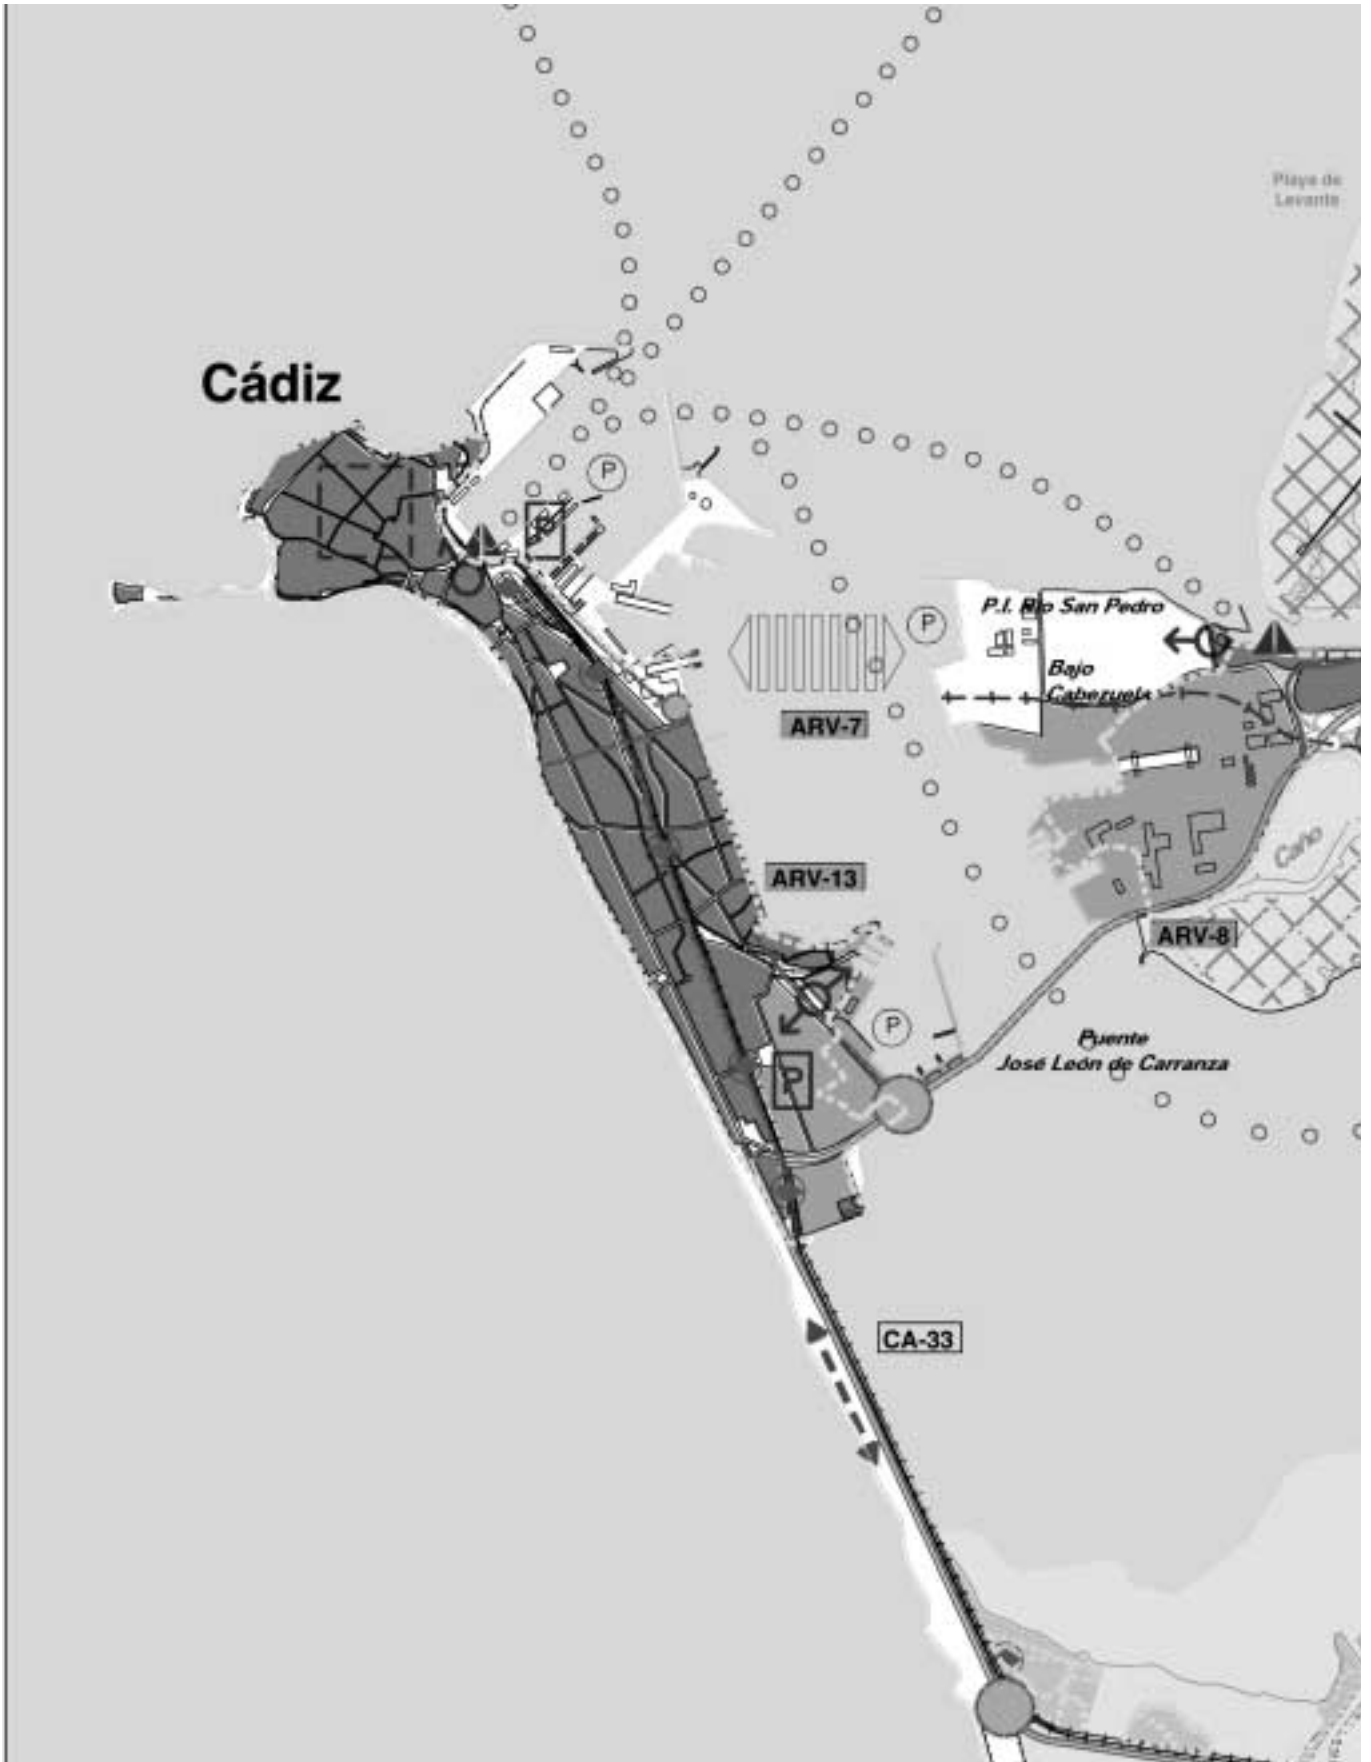 Playa de
Levante
Cádiz
P
P.I. Río San Pedro
P
Bajo
Cabezuela
ARV-7
Caño
ARV-13
ARV-8
P
Puente
José León de Carranza
P
CA-33